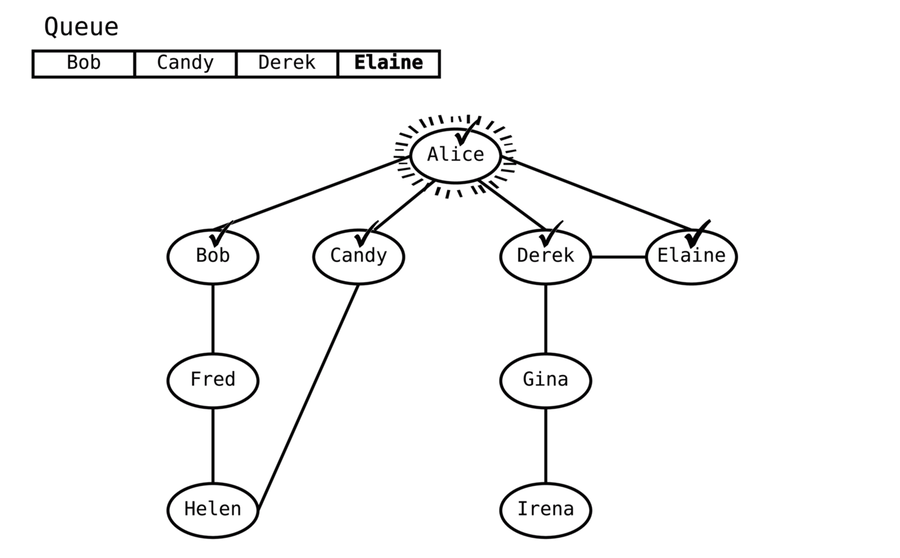 Queue
Bob Candy Derek Elaine
Alice
Bob Candy Derek Elaine
Fred Gina
Helen Irena